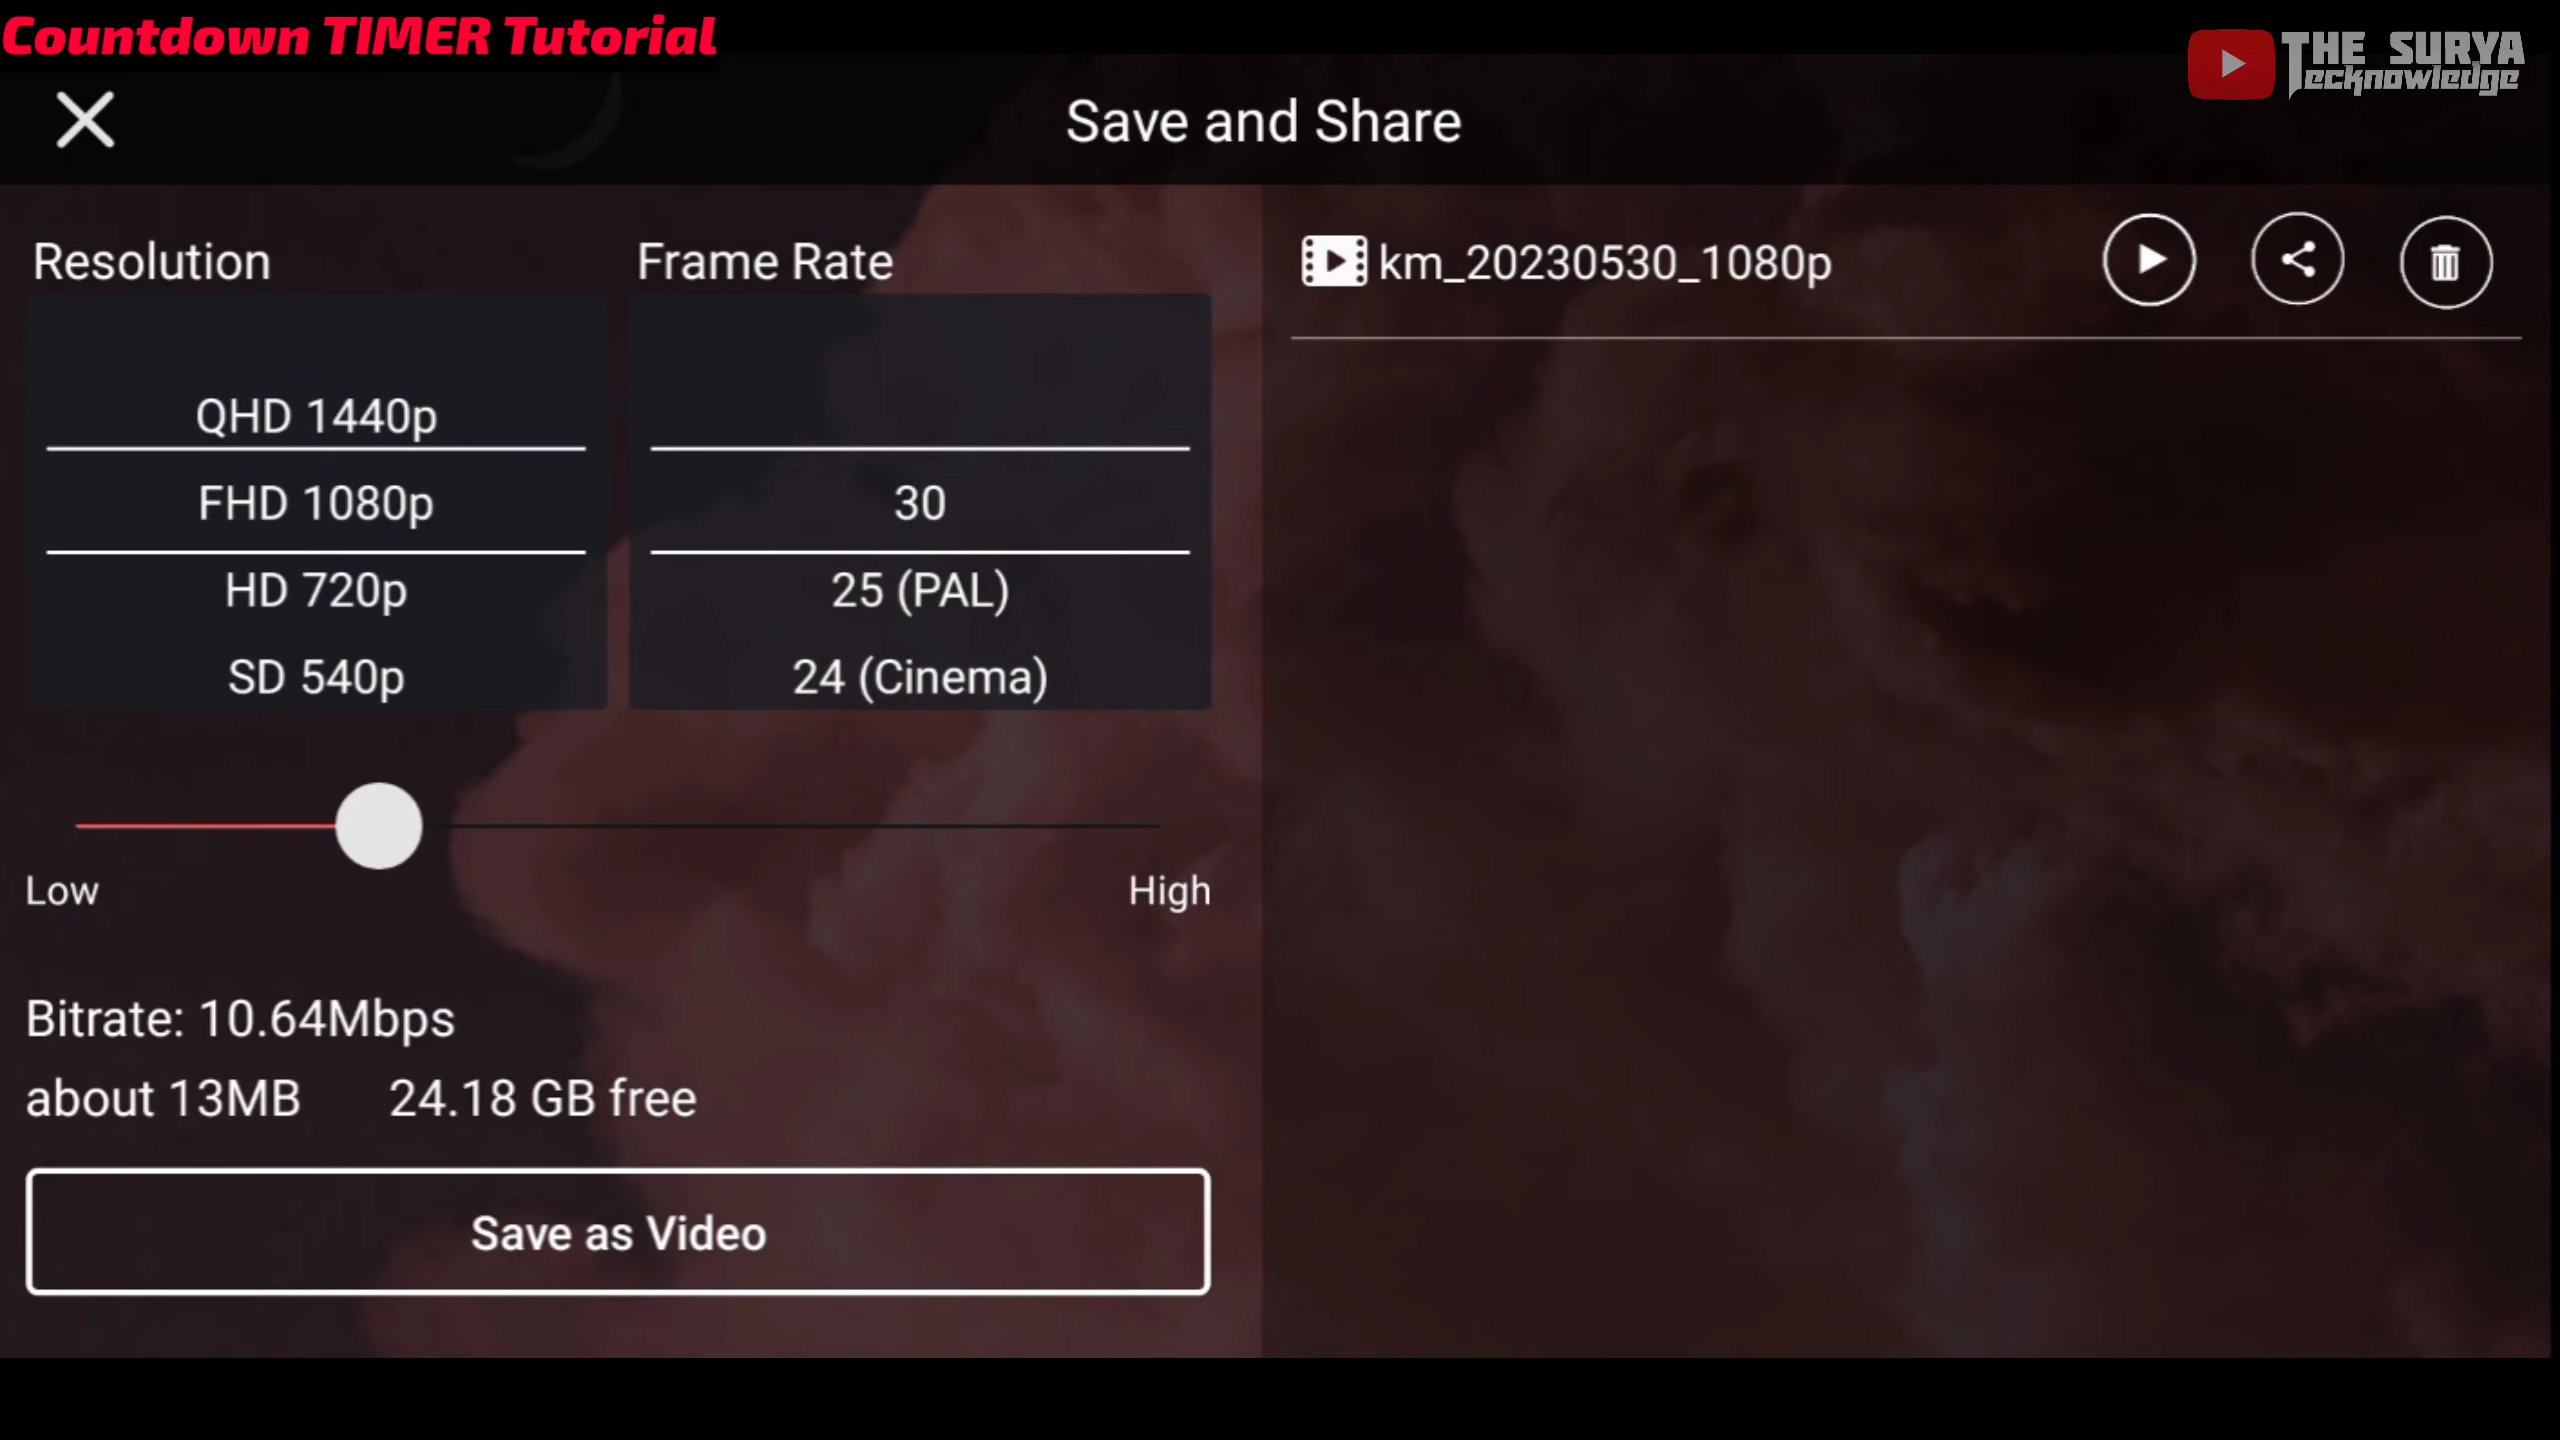 Countdown TIMER Tutorial
THE SURYA
Tecknowledge
Save and Share
Resolution
Frame Rate
km_20230530_1080p
QHD 1440p
FHD 1080p
30
HD 720p
25 (PAL)
SD 540p
24 (Cinema)
Low
High
Bitrate: 10.64Mbps
about 13MB 24.18 GB free
Save as Video